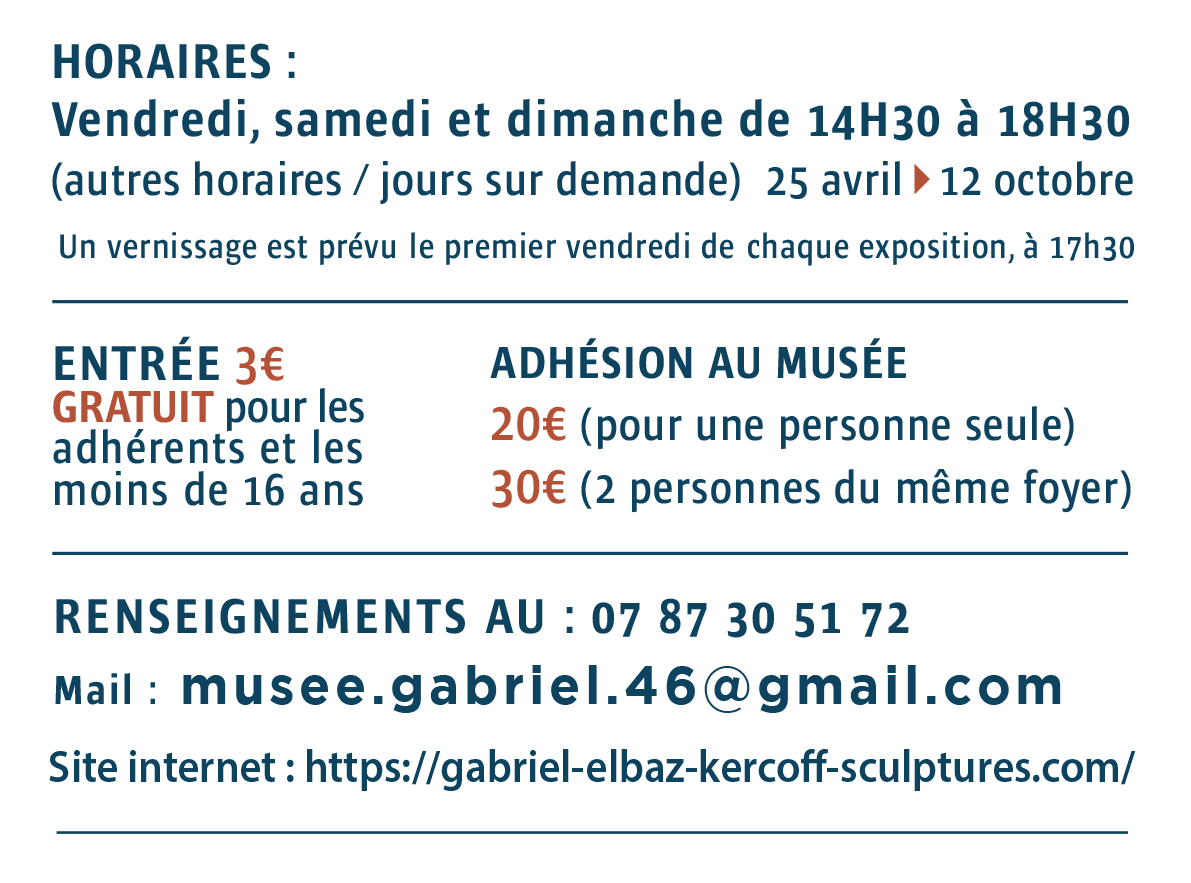 HORAIRES :
Vendredi, samedi et dimanche de 14H30 à 18H30
(autres horaires / jours sur demande) 25 avril ▸ 12 octobre
Un vernissage est prévu le premier vendredi de chaque exposition, à 17h30
ENTRÉE 3€
GRATUIT pour les
adhérents et les
moins de 16 ans
ADHÉSION AU MUSÉE
20€ (pour une personne seule)
30€ (2 personnes du même foyer)
RENSEIGNEMENTS AU : 07 87 30 51 72
Mail : musee.gabriel.46@gmail.com
Site internet : https://gabriel-elbaz-kercoff-sculptures.com/